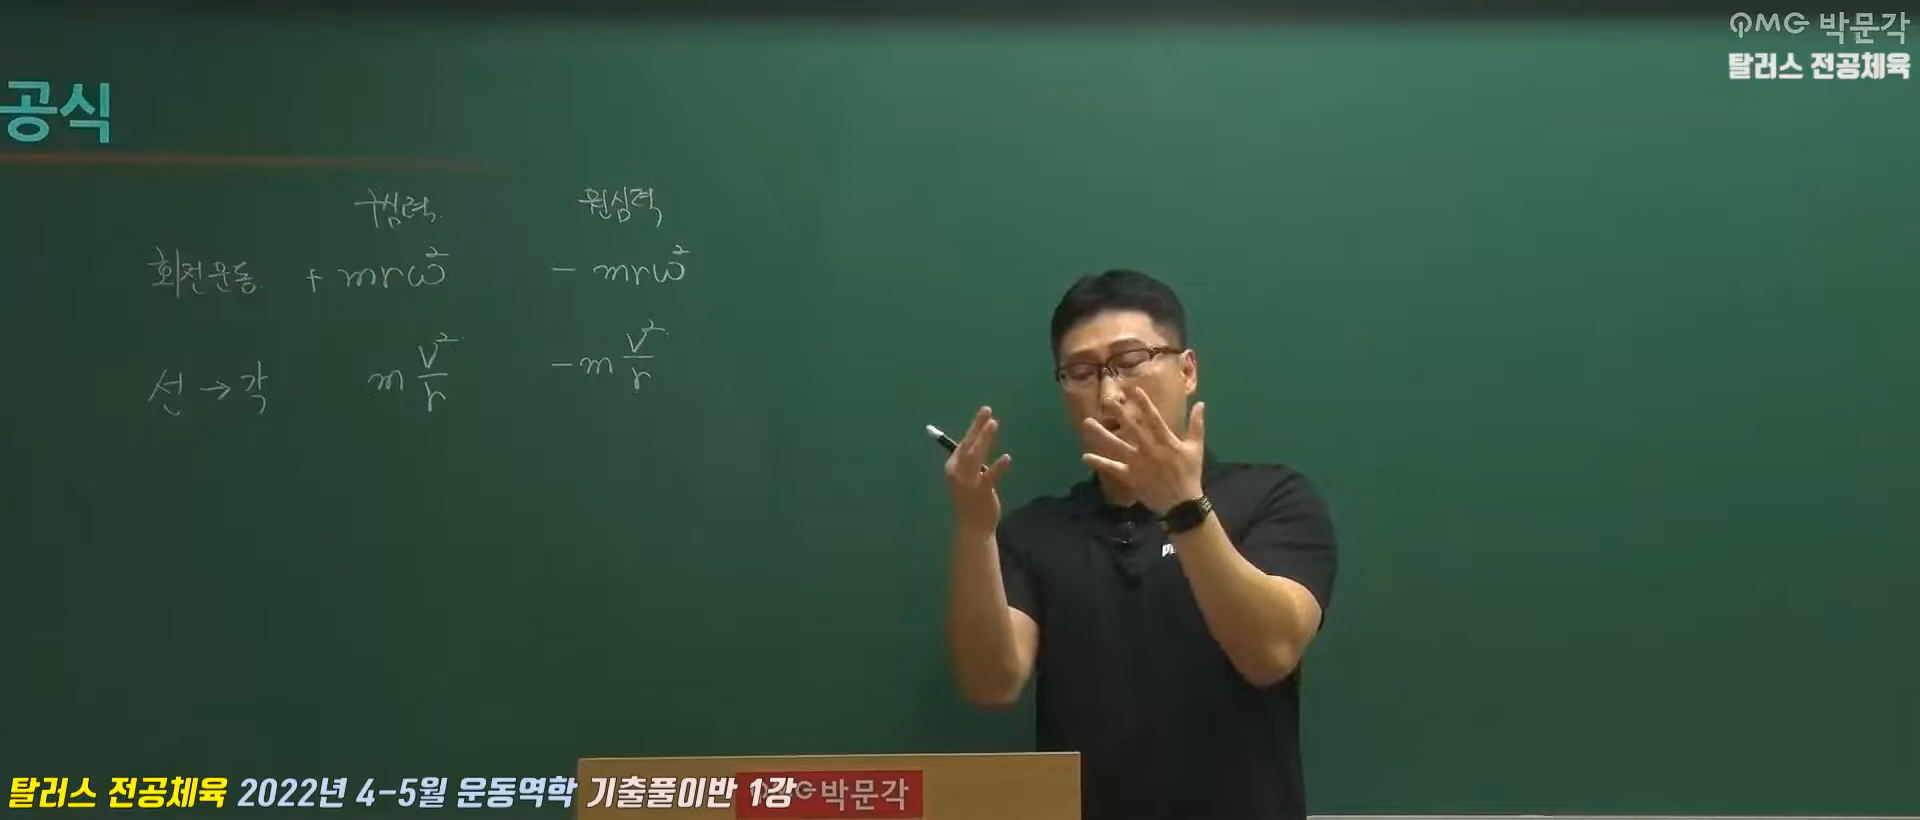 PMG 박문각
탈러스 전공체육
공식
구심력 원심력
회전운동 + mrω² - mrω²
선 → 각 m v²/r - m v²/r
탈러스 전공체육 2022년 4-5월 운동역학 기출풀이반 1강
박문각